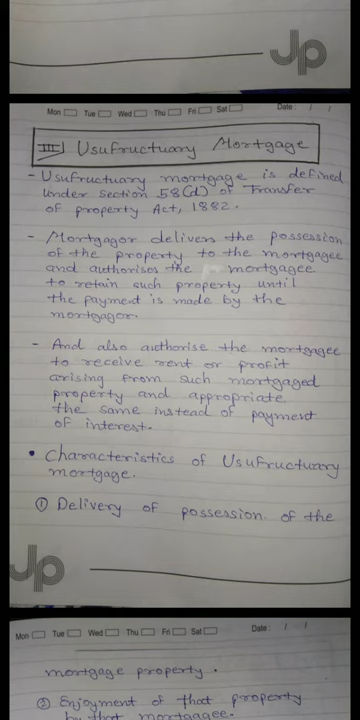 Jp
Mon Tue Wed Thu Fri Sat Date : / /
III) Usufructuary Mortgage
- Usufructuary mortgage is defined
under section 58(d) of Transfer
of property Act, 1882.
- Mortgagor delivers the possession
of the property to the mortgagee
and authorises the mortgagee
to retain such property until
the payment is made by the
mortgagor.
- And also authorise the mortgagee
to receive rent or profit
arising from such mortgaged
property and appropriate
the same instead of payment
of interest.
• Characteristics of Usufructuary
mortgage.
① Delivery of possession of the
Jp
Mon Tue Wed Thu Fri Sat Date : / /
mortgage property.
② Enjoyment of that property
by that mortgagee.